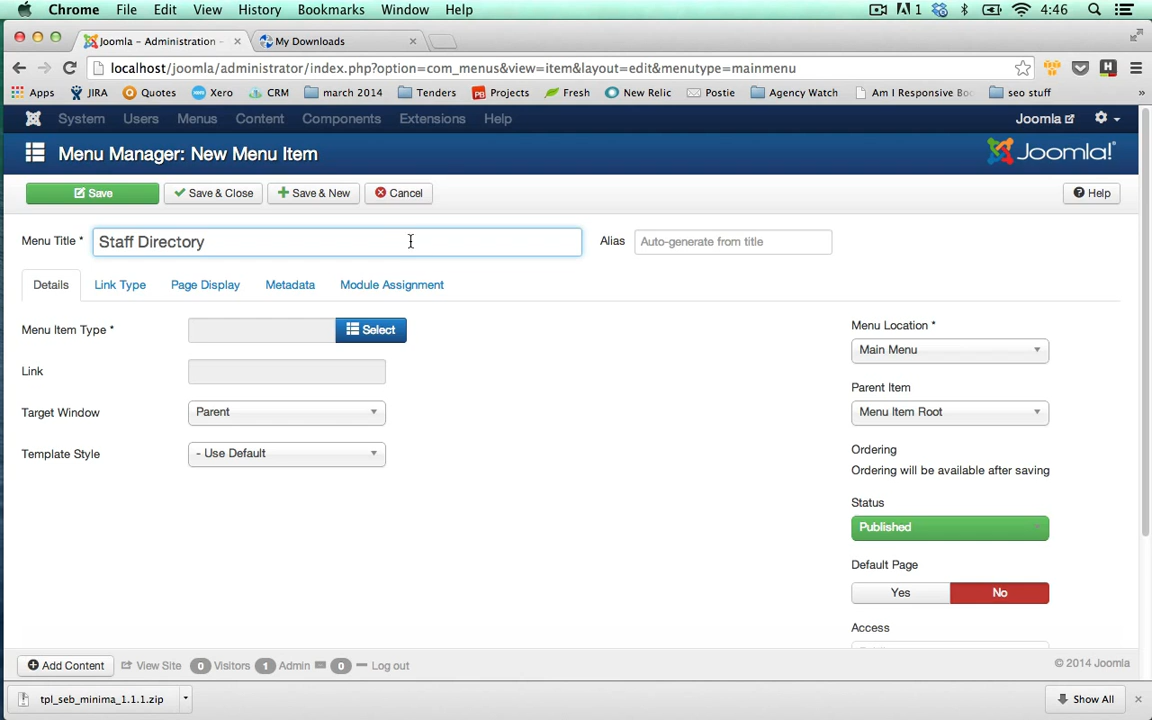 Chrome File Edit View History Bookmarks Window Help 1 4:46
Joomla - Administration - My Downloads
localhost/joomla/administrator/index.php?option=com_menus&view=item&layout=edit&menutype=mainmenu
Apps JIRA Quotes Xero CRM march 2014 Tenders Projects Fresh New Relic Postie Agency Watch Am I Responsive Boo seo stuff »
System Users Menus Content Components Extensions Help Joomla
Menu Manager: New Menu Item Joomla!
Save Save & Close Save & New Cancel Help
Menu Title * Staff Directory Alias Auto-generate from title
Details Link Type Page Display Metadata Module Assignment
Menu Item Type * Select
Link
Target Window Parent
Template Style - Use Default
Menu Location *
Main Menu
Parent Item
Menu Item Root
Ordering
Ordering will be available after saving
Status
Published
Default Page
Yes No
Access
Add Content View Site 0 Visitors 1 Admin 0 Log out © 2014 Joomla
tpl_seb_minima_1.1.1.zip Show All